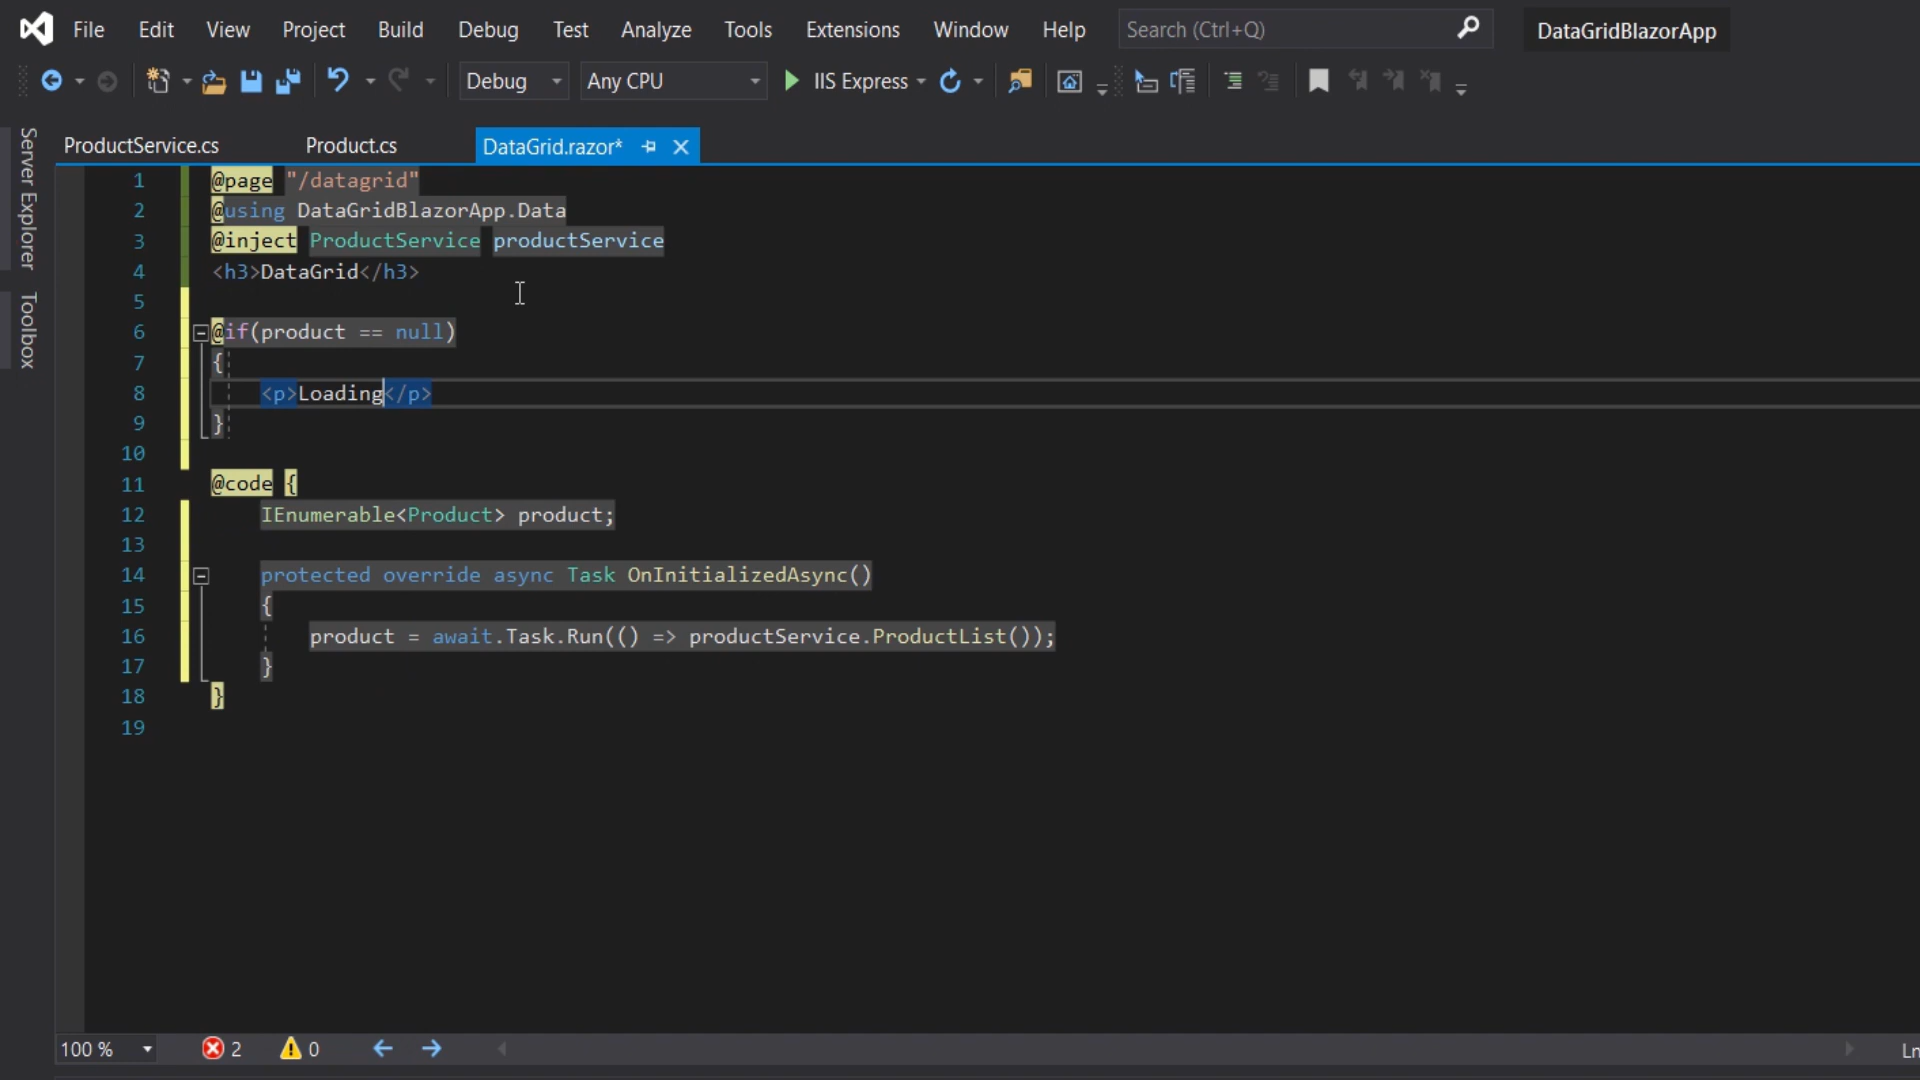 File Edit View Project Build Debug Test Analyze Tools Extensions Window Help Search (Ctrl+Q) DataGridBlazorApp
Debug Any CPU IIS Express
Server Explorer
Toolbox
ProductService.cs Product.cs DataGrid.razor*
1 @page "/datagrid"
2 @using DataGridBlazorApp.Data
3 @inject ProductService productService
4 <h3>DataGrid</h3>
5
6 @if(product == null)
7 {
8 <p>Loading</p>
9 }
10
11 @code {
12 IEnumerable<Product> product;
13
14 protected override async Task OnInitializedAsync()
15 {
16 product = await.Task.Run(() => productService.ProductList());
17 }
18 }
19
100 % 2 0 Ln